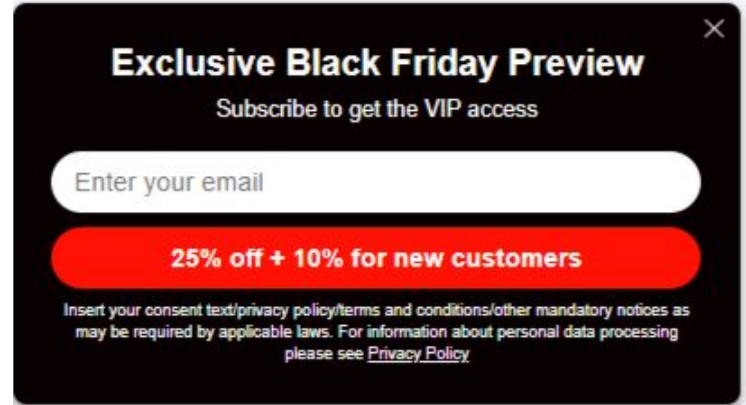 Exclusive Black Friday Preview
Subscribe to get the VIP access
Enter your email
25% off + 10% for new customers
Insert your consent text/privacy policy/terms and conditions/other mandatory notices as
may be required by applicable laws. For information about personal data processing
please see Privacy Policy